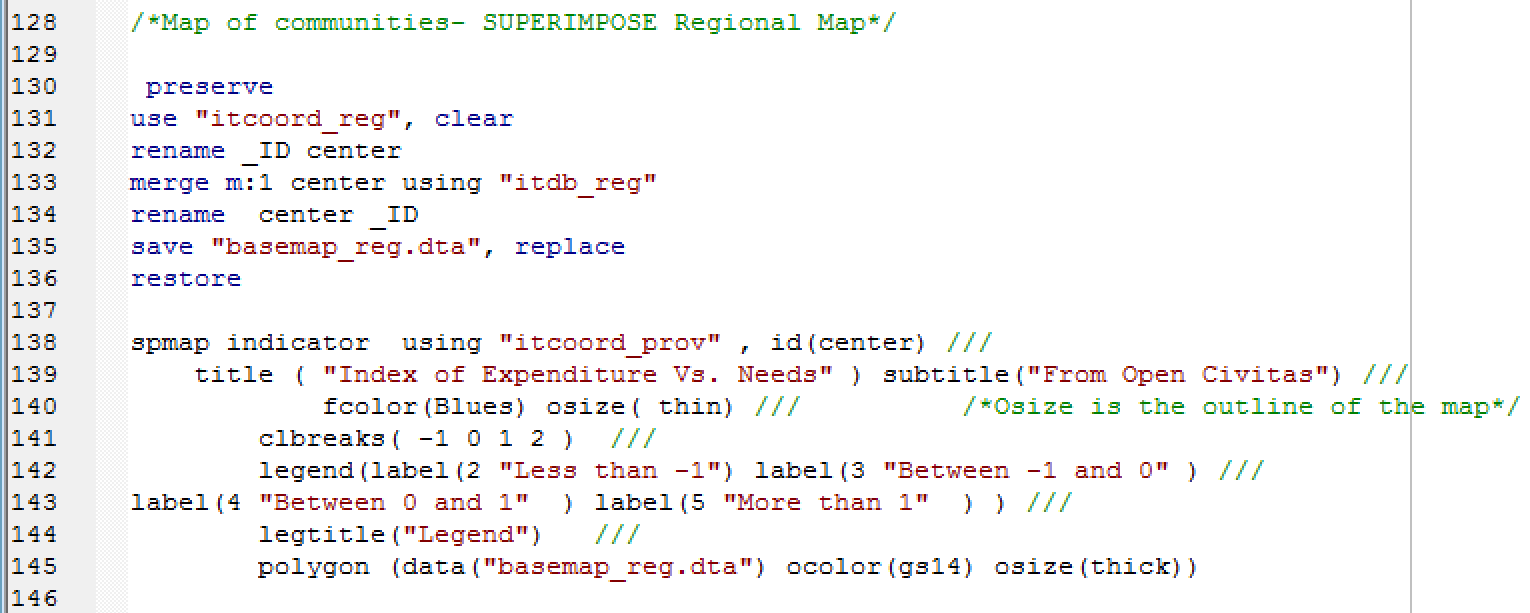 128 /*Map of communities- SUPERIMPOSE Regional Map*/
129
130 preserve
131 use "itcoord_reg", clear
132 rename _ID center
133 merge m:1 center using "itdb_reg"
134 rename  center _ID
135 save "basemap_reg.dta", replace
136 restore
137
138 spmap indicator  using "itcoord_prov" , id(center) ///
139 title ( "Index of Expenditure Vs. Needs" ) subtitle("From Open Civitas") ///
140 fcolor(Blues) osize( thin) /// /*Osize is the outline of the map*/
141 clbreaks( -1 0 1 2 )  ///
142 legend(label(2 "Less than -1") label(3 "Between -1 and 0" ) ///
143 label(4 "Between 0 and 1"  ) label(5 "More than 1"  ) ) ///
144 legtitle("Legend")   ///
145 polygon (data("basemap_reg.dta") ocolor(gs14) osize(thick))
146